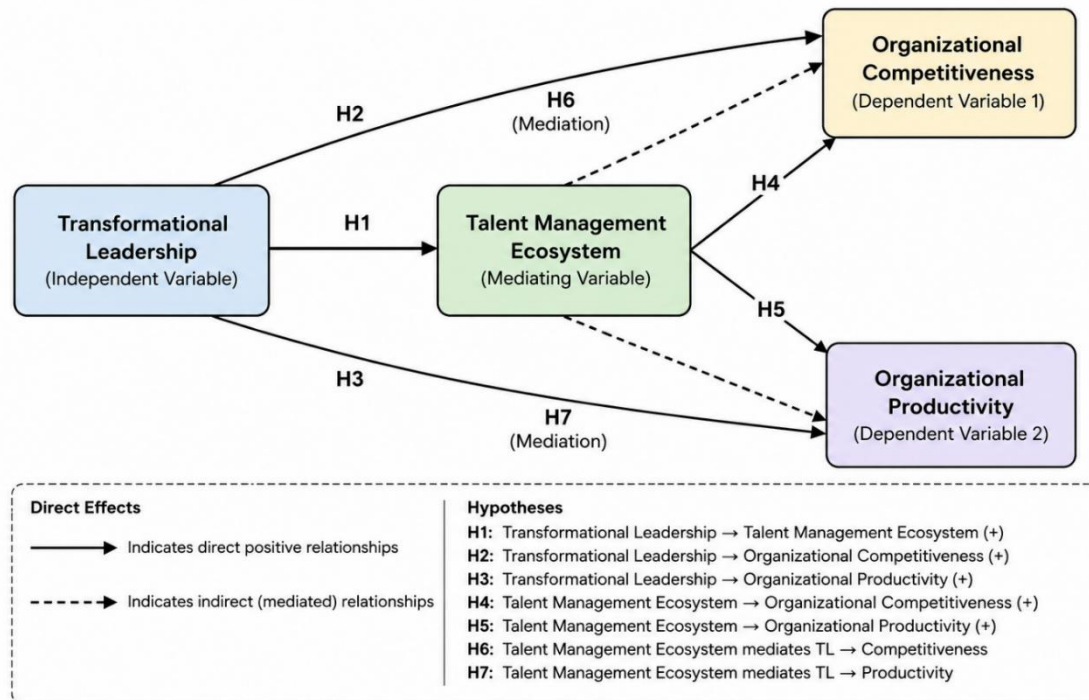 Organizational
Competitiveness
(Dependent Variable 1)
H2
H6
(Mediation)
H4
Transformational
Leadership
(Independent Variable)
H1
Talent Management
Ecosystem
(Mediating Variable)
H5
H3
H7
(Mediation)
Organizational
Productivity
(Dependent Variable 2)
Direct Effects
Indicates direct positive relationships
Indicates indirect (mediated) relationships
Hypotheses
H1: Transformational Leadership → Talent Management Ecosystem (+)
H2: Transformational Leadership → Organizational Competitiveness (+)
H3: Transformational Leadership → Organizational Productivity (+)
H4: Talent Management Ecosystem → Organizational Competitiveness (+)
H5: Talent Management Ecosystem → Organizational Productivity (+)
H6: Talent Management Ecosystem mediates TL → Competitiveness
H7: Talent Management Ecosystem mediates TL → Productivity